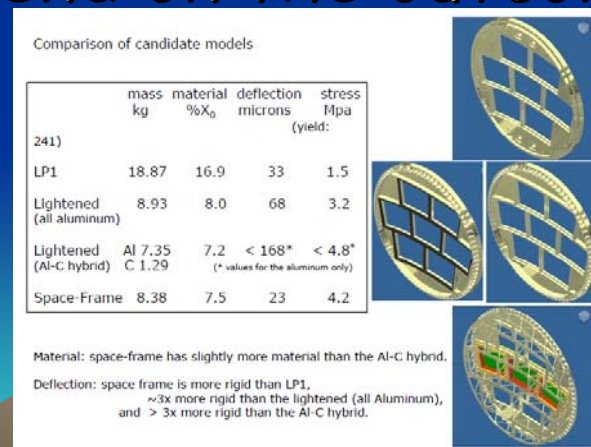 Comparison of candidate models
mass material deflection stress
kg %X₀ microns Mpa
(yield:
241)
LP1 18.87 16.9 33 1.5
Lightened 8.93 8.0 68 3.2
(all aluminum)
Lightened Al 7.35 7.2 < 168* < 4.8*
(Al-C hybrid) C 1.29 (* values for the aluminum only)
Space-Frame 8.38 7.5 23 4.2
Material: space-frame has slightly more material than the Al-C hybrid.
Deflection: space frame is more rigid than LP1,
~3x more rigid than the lightened (all Aluminum),
and > 3x more rigid than the Al-C hybrid.